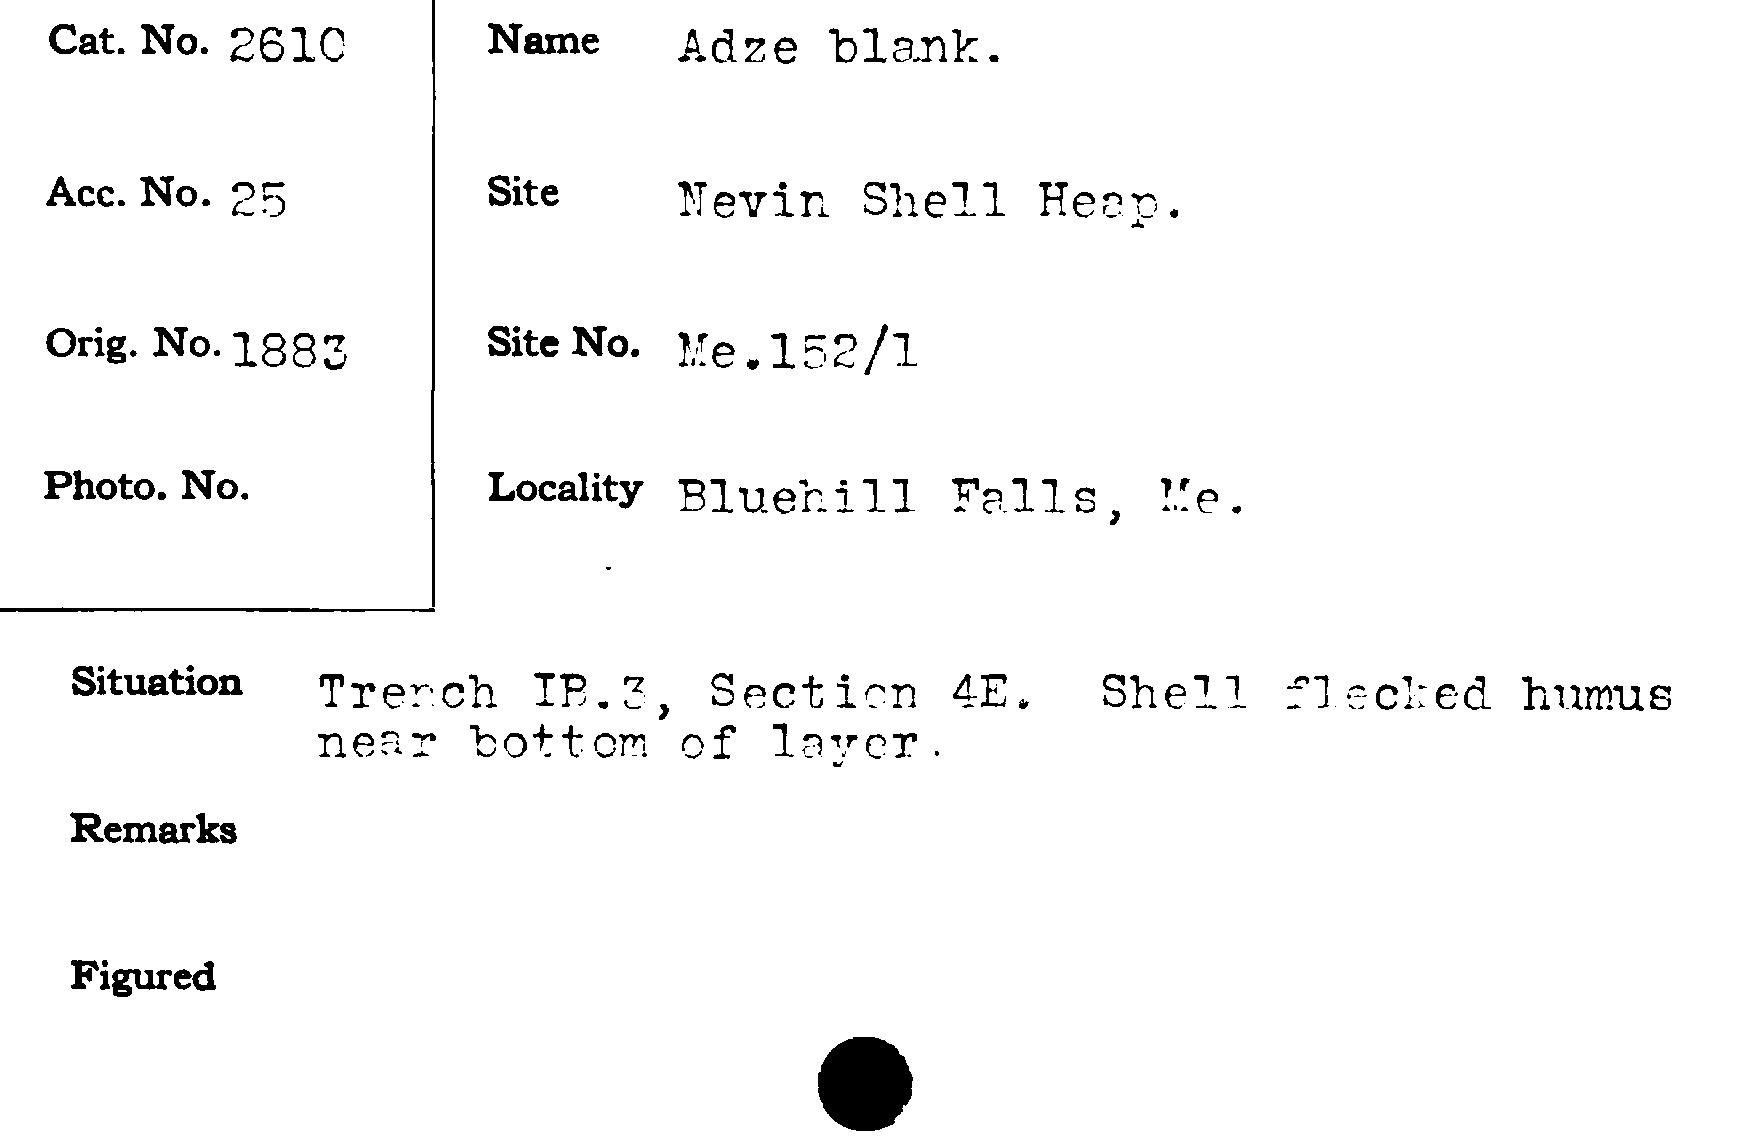 Cat. No. 2610
Name Adze blank.
Acc. No. 25
Site Nevin Shell Heap.
Orig. No. 1883
Site No. Me.152/1
Photo. No.
Locality Bluehill Falls, Me.
Situation Trench IB.3, Section 4E. Shell flecked humus
near bottom of layer.
Remarks
Figured